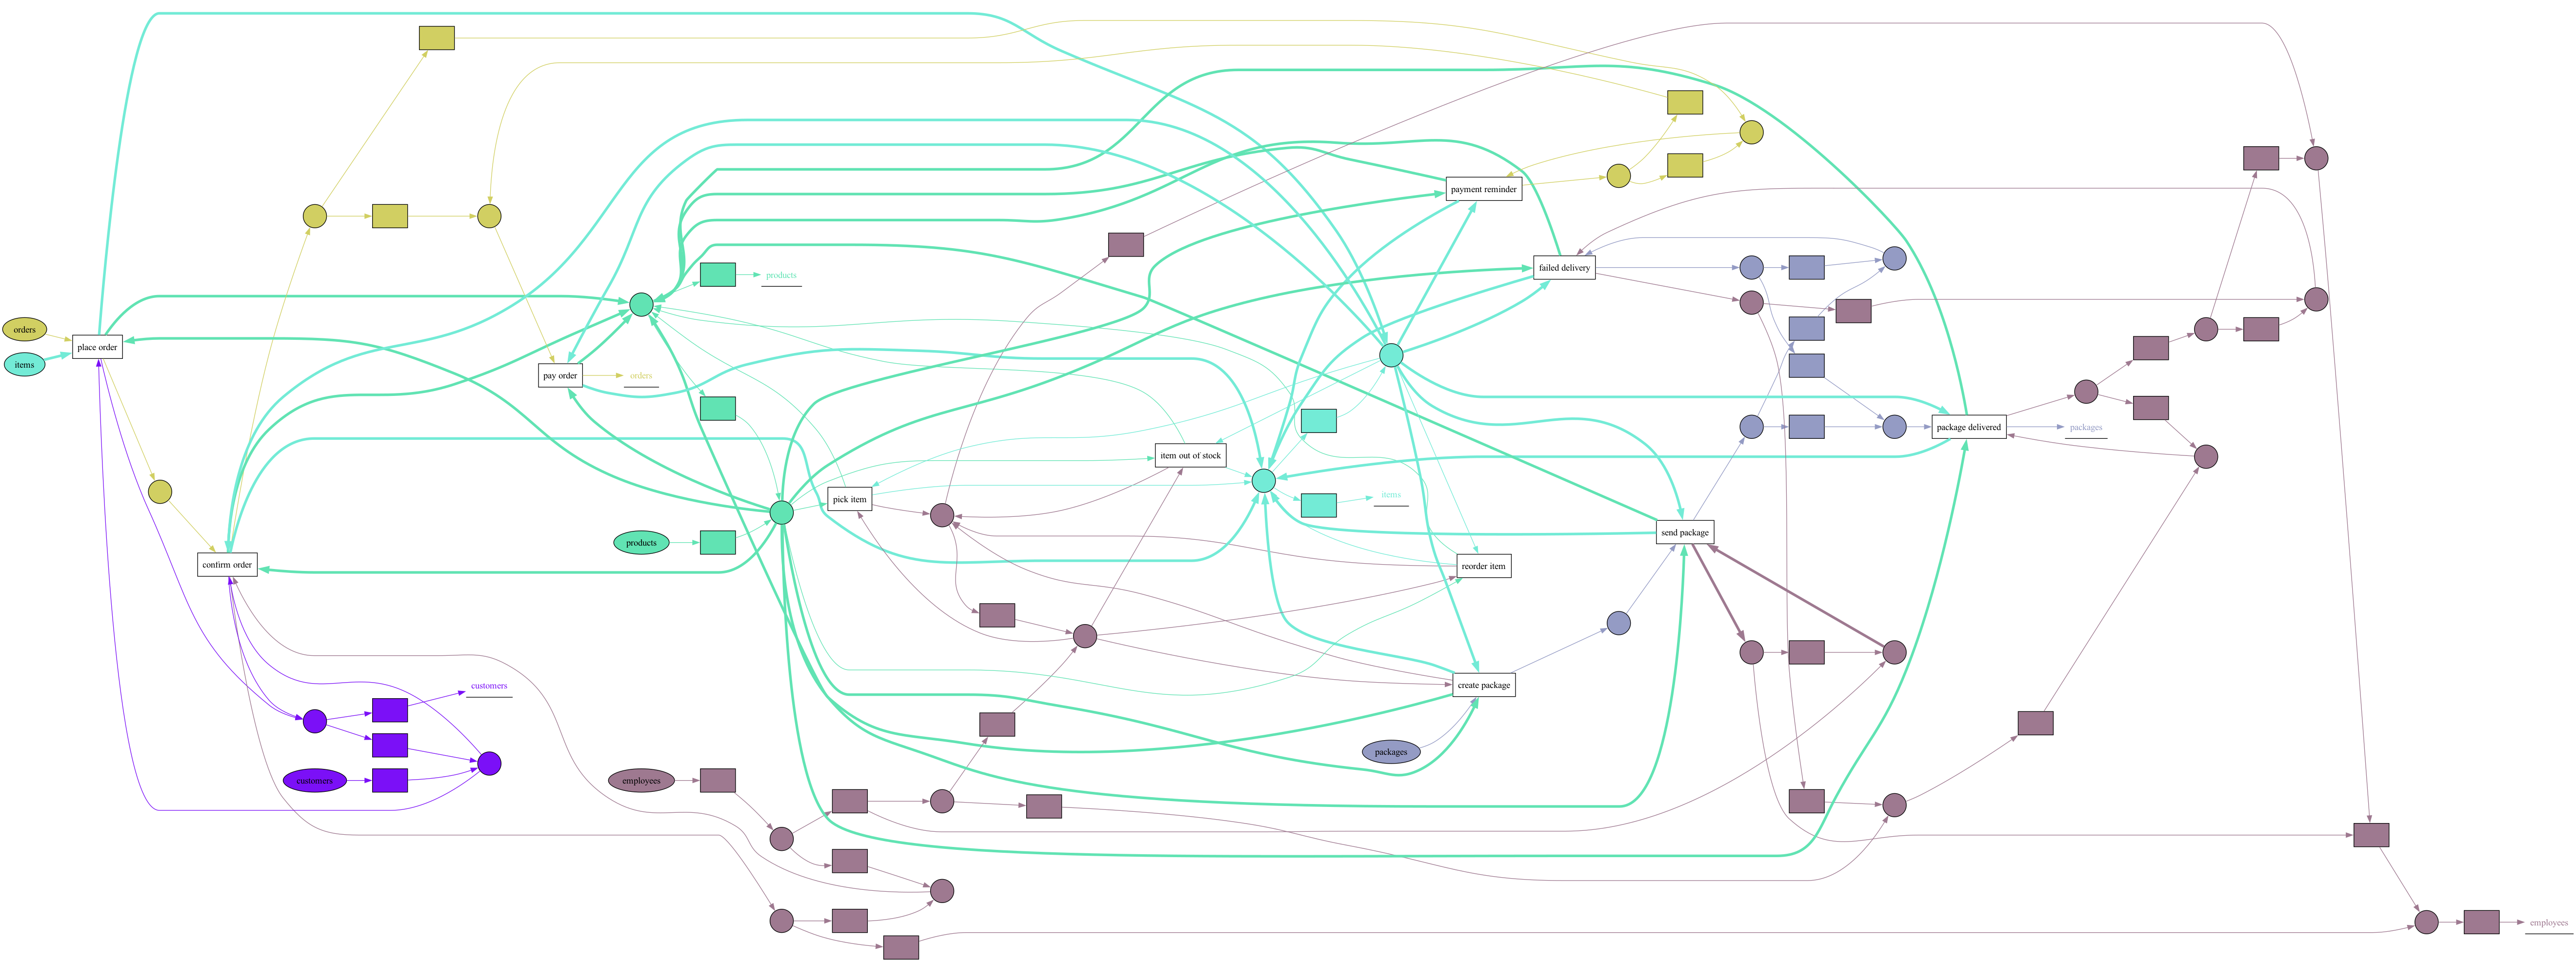 payment reminder
failed delivery
products
orders
place order
items
pay order
orders
package delivered
packages
item out of stock
pick item
items
send package
products
confirm order
reorder item
customers
create package
packages
customers
employees
employees